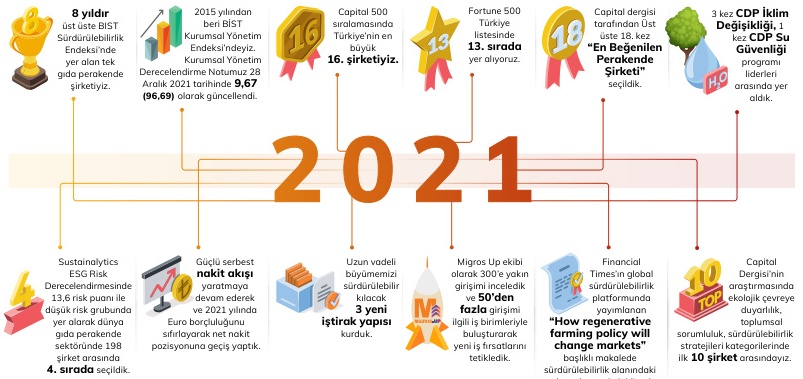 8 yıldır
üst üste BIST
Sürdürülebilirlik
Endeksi'nde
yer alan tek
gıda perakende
şirketiyiz.
2015 yılından
beri BİST
Kurumsal Yönetim
Endeksi'ndeyiz.
Kurumsal Yönetim
Derecelendirme Notumuz 28
Aralık 2021 tarihinde 9,67
(96,69) olarak güncellendi.
16
Capital 500
sıralamasında
Türkiye'nin en
büyük
16. şirketiyiz.
13
Fortune 500
Türkiye
listesinde
13. sırada
yer alıyoruz.
18
Capital dergisi
tarafından Üst
üste 18. kez
“En Beğenilen
Perakende
Şirketi”
seçildik.
H₂O
3 kez CDP İklim
Değişikliği, 1
kez CDP Su
Güvenliği
programı
liderleri
arasında yer
aldık.
2021
4
Sustainalytics
ESG Risk
Derecelendirmesinde
13,6 risk puanı ile
düşük risk grubunda
yer alarak dünya
gıda perakende
sektöründe 198
şirket arasında
4. sırada seçildik.
Güçlü serbest
nakit akışı
yaratmaya
devam ederek
ve 2021 yılında
Euro borçluluğunu
sıfırlayarak net nakit
pozisyonuna geçiş yaptık.
Uzun vadeli
büyümemizi
sürdürülebilir
kılacak
3 yeni
iştirak yapısı
kurduk.
M
Migros Up ekibi
olarak 300'e yakın
girişimi inceledik
ve 50'den
fazla girişimi
ilgili iş birimleriyle
buluşturarak
yeni iş fırsatlarını
tetikledik.
Financial
Times'ın global
sürdürülebilirlik
platformunda
yayımlanan
“How regenerative
farming policy will
change markets”
başlıklı makalede
sürdürülebilirlik alanındaki
10
TOP
Capital
Dergisi'nin
araştırmasında
ekolojik çevreye
duyarlılık,
toplumsal
sorumluluk, sürdürülebilirlik
stratejileri kategorilerinde
ilk 10 şirket arasındayız.